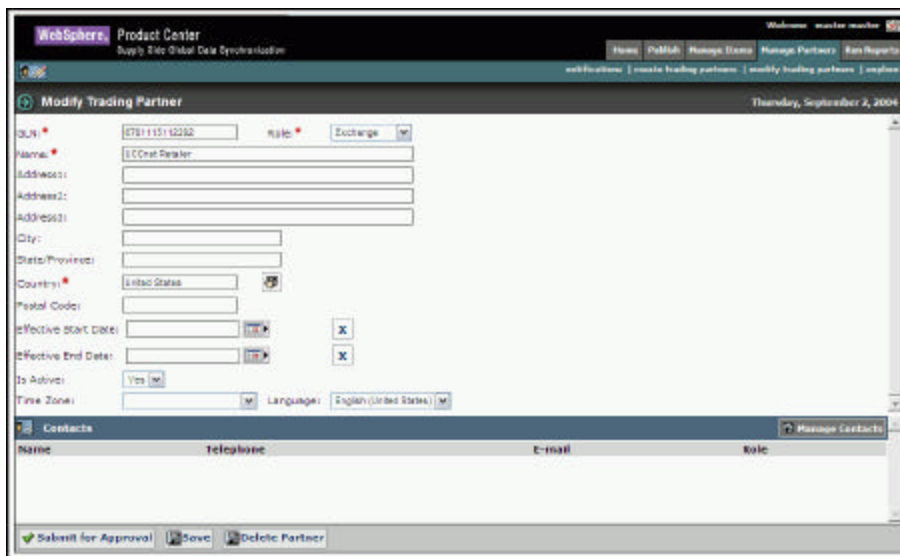 WebSphere. Product Center
Supply Side Global Data Synchronization
Welcome master master
Home Publish Manage Items Manage Partners Run Reports
notifications | create trading partners | modify trading partners | explore
Modify Trading Partner
Thursday, September 2, 2004
GLN:*
Role:* Exchange
Name:* UCCnet Retailer
Address1:
Address2:
Address3:
City:
State/Province:
Country:* United States
Postal Code:
Effective Start Date: x
Effective End Date: x
Is Active: Yes
Time Zone: Language: English (United States)
Contacts Manage Contacts
Name Telephone E-mail Role
Submit for Approval Save Delete Partner